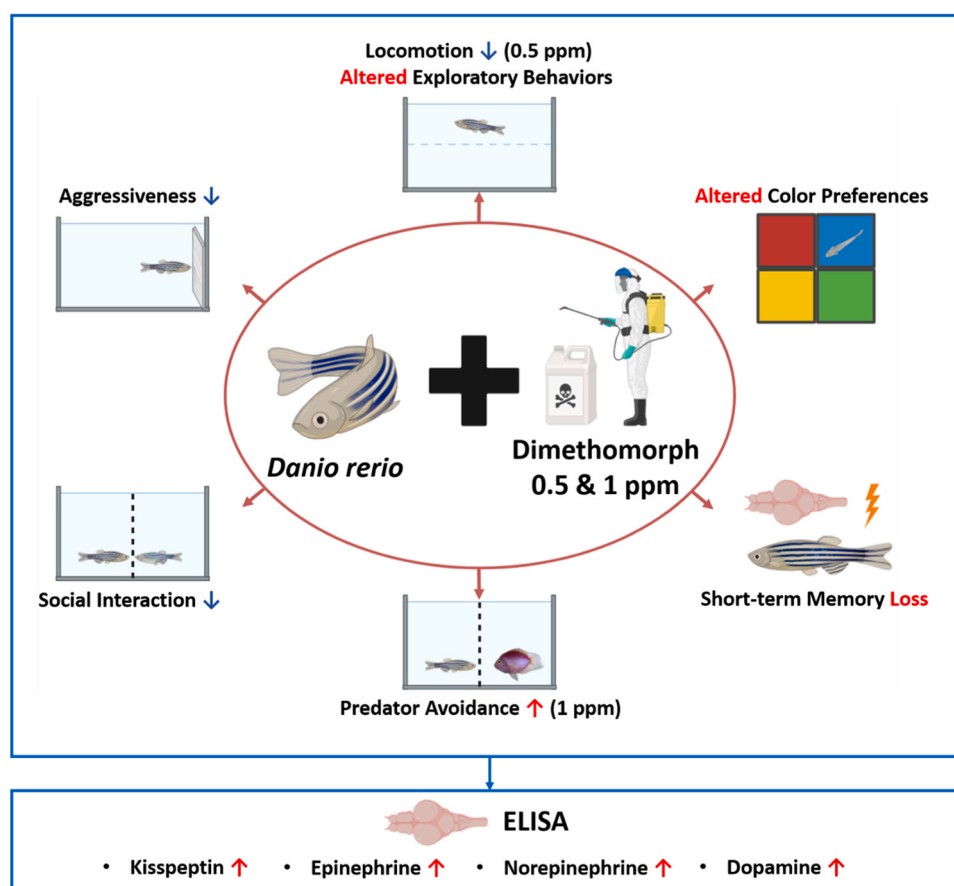 Locomotion ↓ (0.5 ppm)
Altered Exploratory Behaviors
Aggressiveness ↓
Altered Color Preferences
Danio rerio
Dimethomorph
0.5 & 1 ppm
Social Interaction ↓
Short-term Memory Loss
Predator Avoidance ↑ (1 ppm)
ELISA
• Kisspeptin ↑ • Epinephrine ↑ • Norepinephrine ↑ • Dopamine ↑